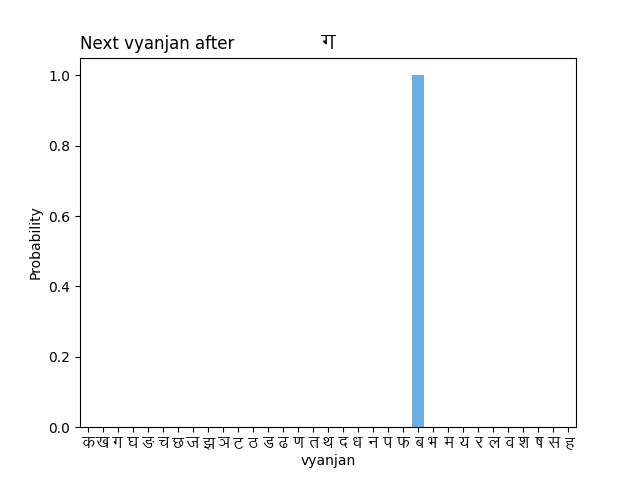 Next vyanjan after ग
1.0
0.8
0.6
0.4
0.2
0.0
Probability
क ख ग घ ङ च छ ज झ ञ ट ठ ड ढ ण त थ द ध न प फ ब भ म य र ल व श ष स ह
vyanjan